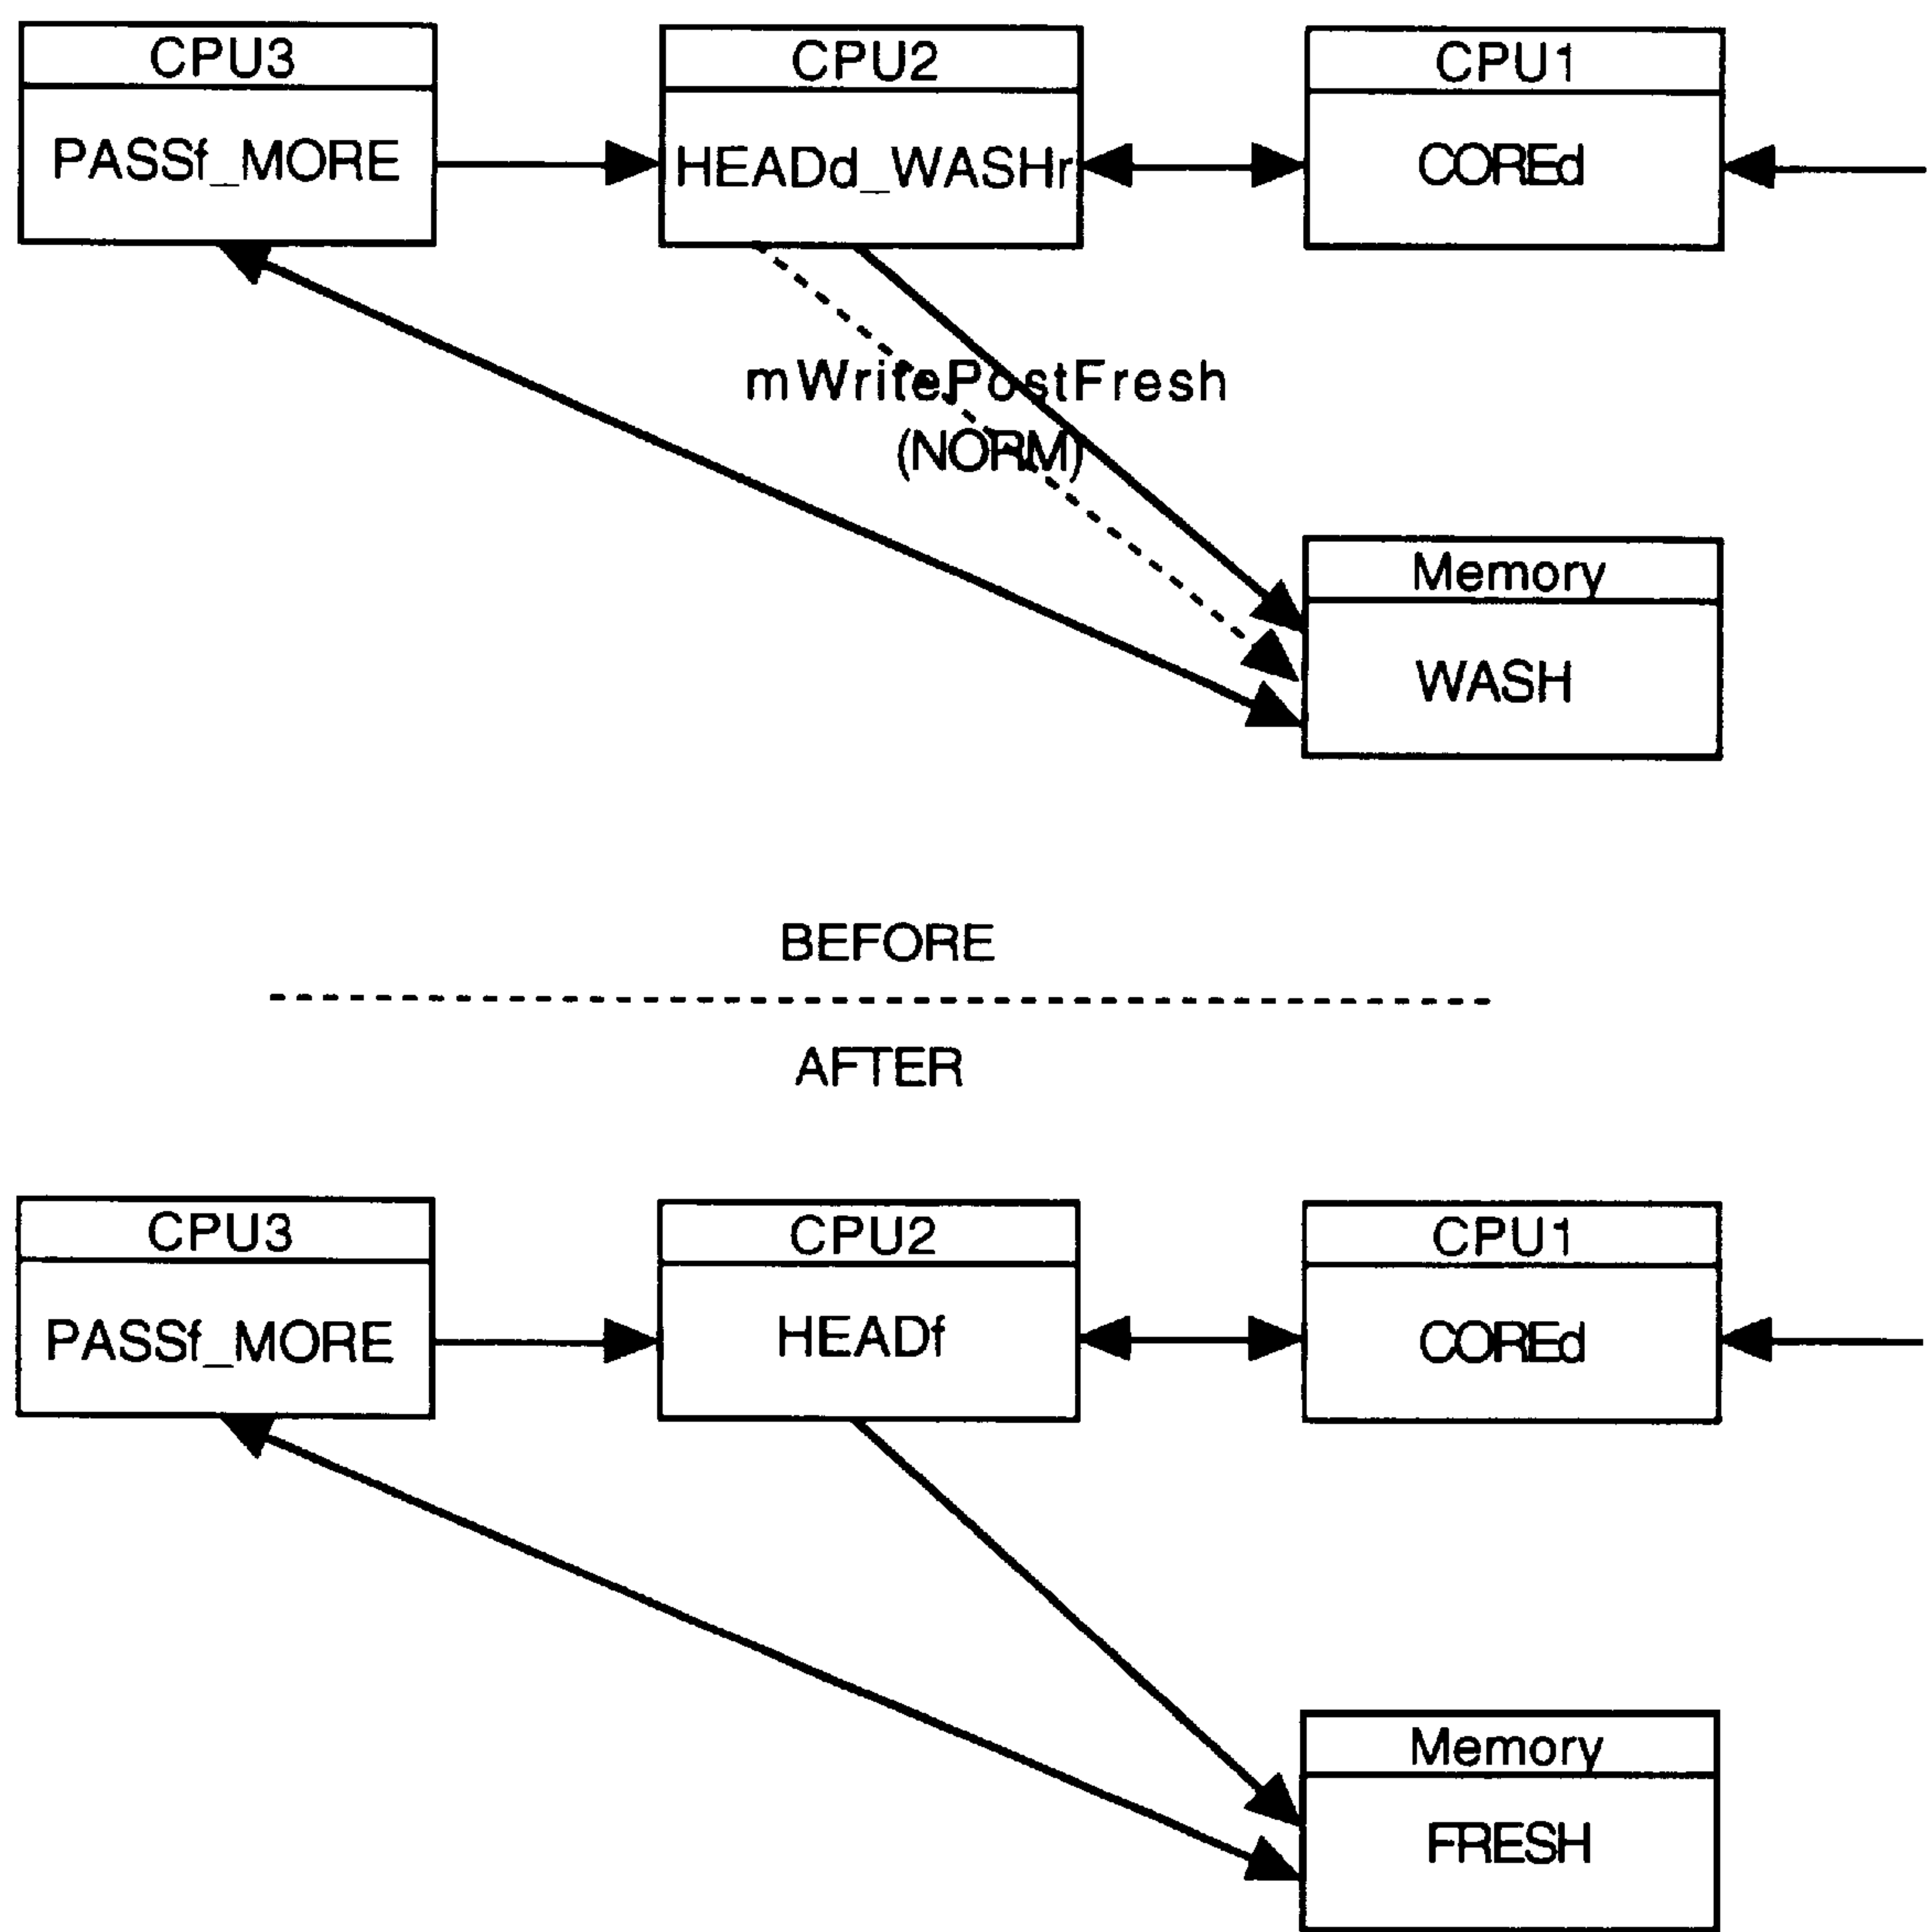 CPU3
CPU2
CPU1
PASSf_MORE
HEADd_WASHr
COREd
mWritePostFresh
(NORM)
Memory
WASH
BEFORE
AFTER
CPU3
CPU2
CPU1
PASSf_MORE
HEADf
COREd
Memory
FRESH